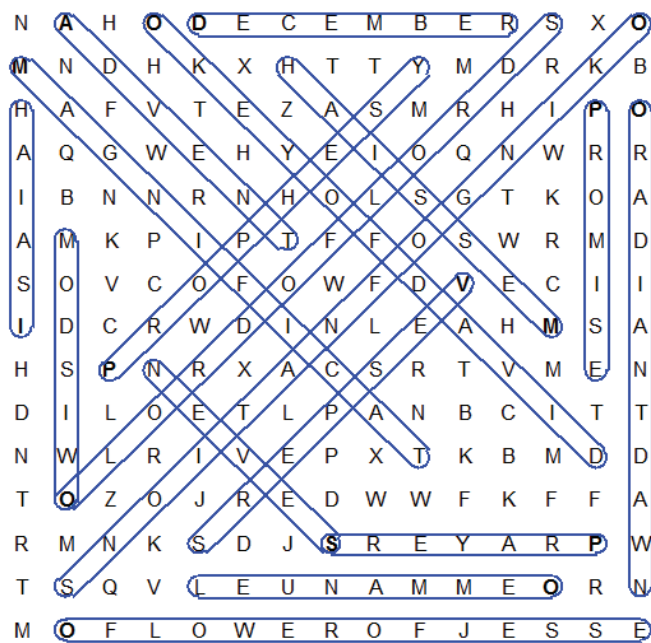 N A H O D E C E M B E R S X O
M N D H K X H T T Y M D R K B
H A F V T E Z A S M R H I P O
A Q G W E H Y E I O Q N W R R
I B N N R N H O L S G T K O A
A M K P I P T F F O S W R M D
S O V C O F O W F D V E C I I
I D C R W D I N L E A H M S A
H S P N R X A C S R T V M E N
D I L O E T L P A N B C I T T
N W L R I V E P X T K B M D D
T O Z O J R E D W W F K F F A
R M N K S D J S R E Y A R P W
T S Q V L E U N A M M E O R N
M O F L O W E R O F J E S S E